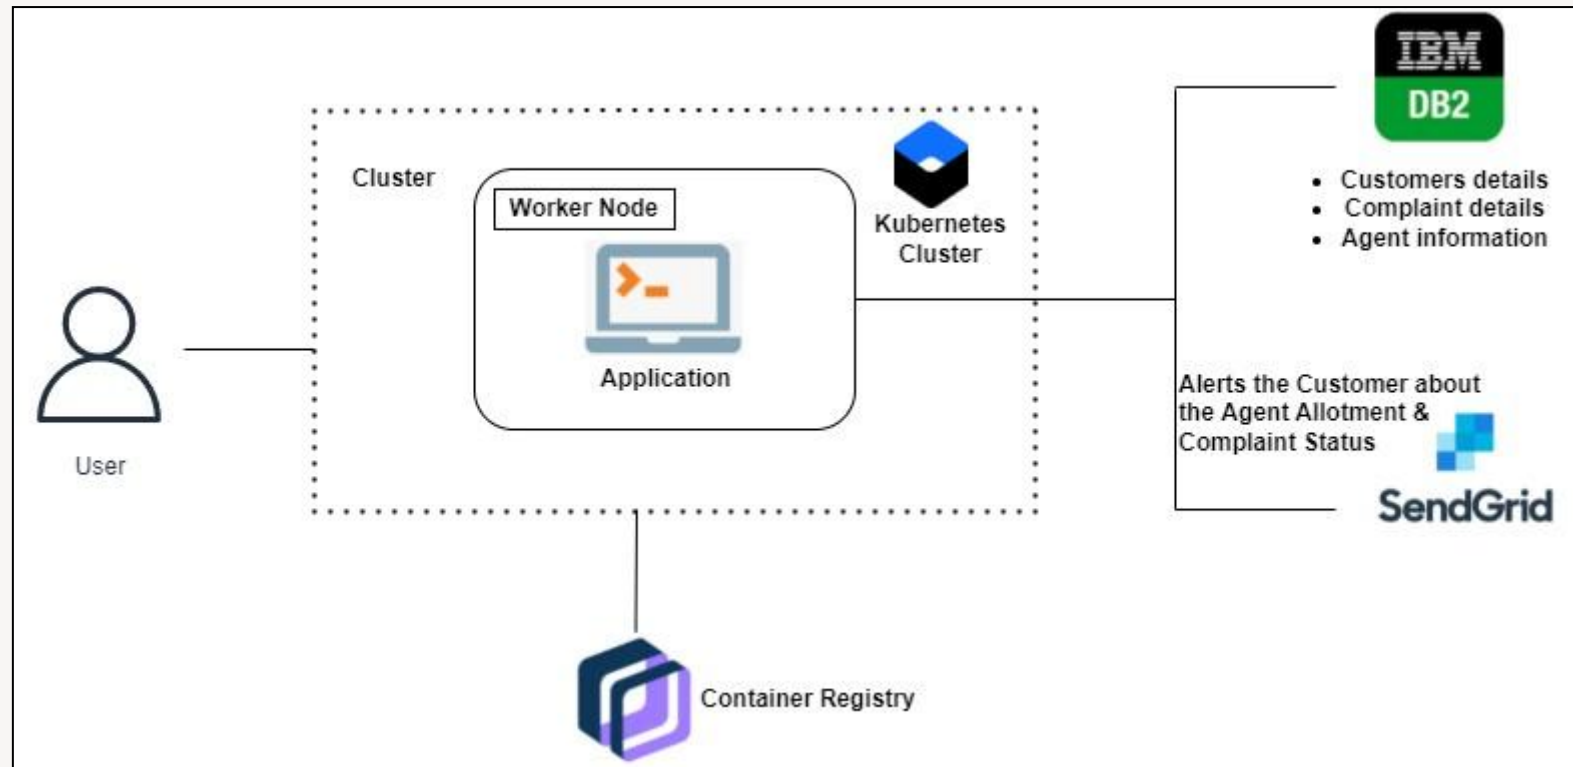 IBM
DB2
Cluster
Worker Node
Kubernetes
Cluster
• Customers details
• Complaint details
• Agent information
Application
User
Alerts the Customer about
the Agent Allotment &
Complaint Status
SendGrid
Container Registry